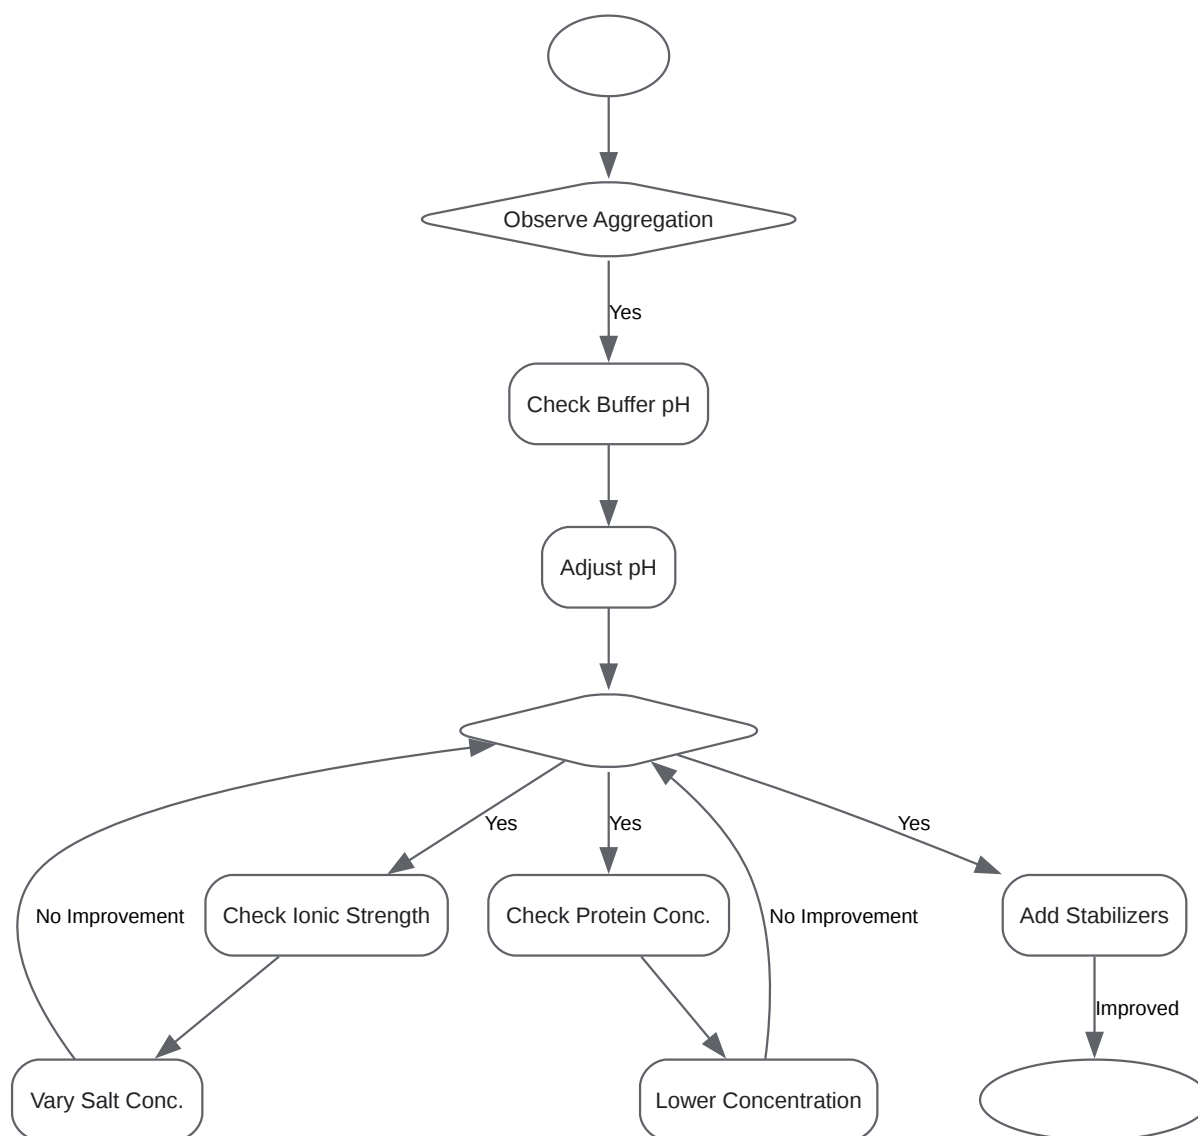 Observe Aggregation
Yes
Check Buffer pH
Adjust pH
Yes
Yes
Yes
No Improvement
Check Ionic Strength
Check Protein Conc.
No Improvement
Add Stabilizers
Improved
Vary Salt Conc.
Lower Concentration